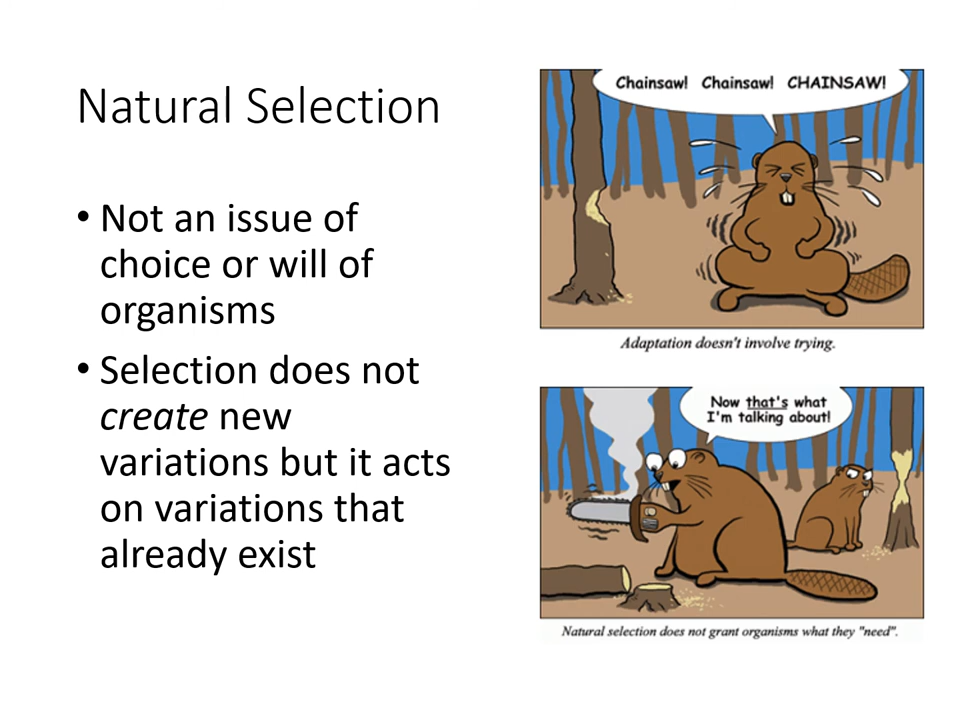 Natural Selection
• Not an issue of
choice or will of
organisms
• Selection does not
create new
variations but it acts
on variations that
already exist
Chainsaw! Chainsaw! CHAINSAW!
Adaptation doesn't involve trying.
Now that's what
I'm talking about!
Natural selection does not grant organisms what they "need".